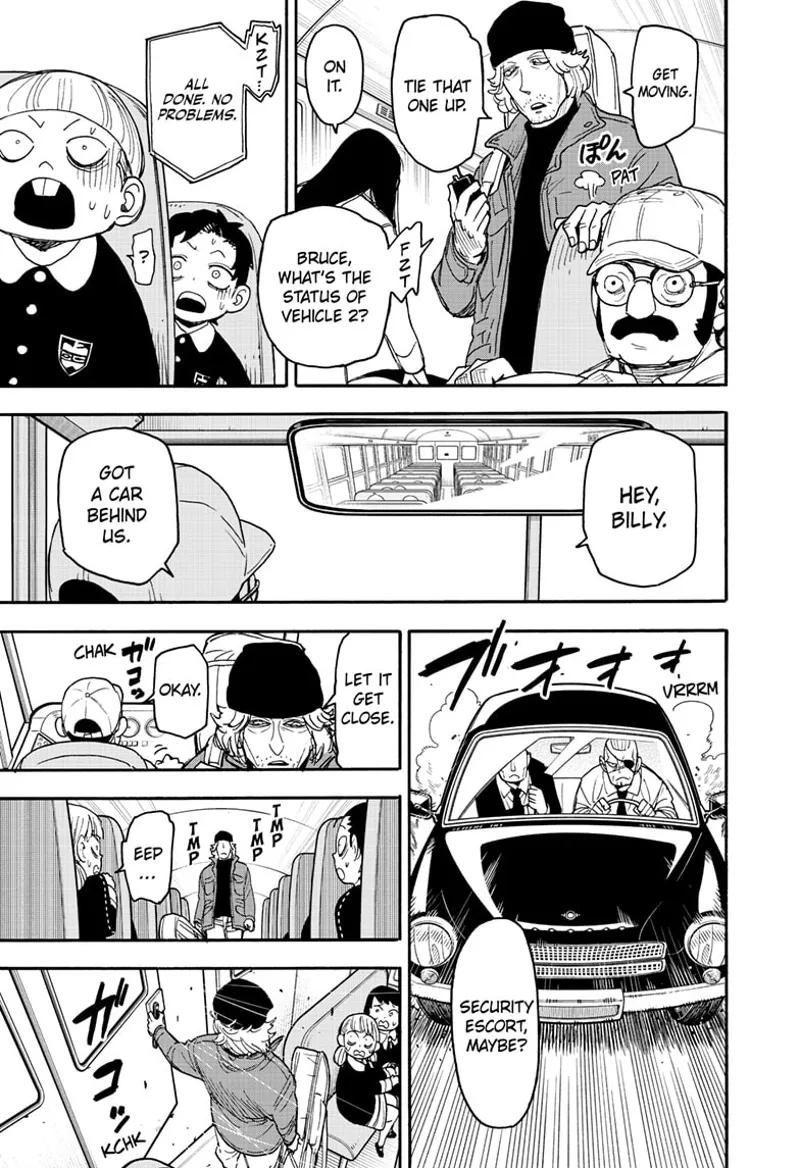 GET
MOVING.
TIE THAT
ONE UP.
ON
IT.
ぽん
PAT
BRUCE,
WHAT'S THE
STATUS OF
VEHICLE 2?
FZT
KZT...
ALL
DONE. NO
PROBLEMS.
?
HEY,
BILLY.
GOT
A CAR
BEHIND
US.
ブオオオ
VRRRM
SECURITY
ESCORT,
MAYBE?
LET IT
GET
CLOSE.
OKAY.
ガコッ
CHAK
TMP
TMP
TMP
EEP
...
ガコッ
KCHK